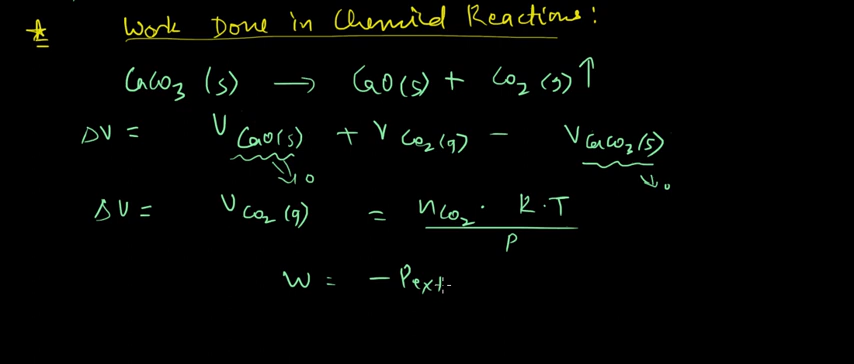 * Work Done in Chemical Reactions:
CaCO3 (s) → CaO(s) + CO2 (g) ↑
ΔV = V CaO(s) + V CO2(g) - V CaCO3(s)
→ 0 → 0
ΔV = V CO2 (g) = nCO2 · R · T / P
W = - Pext